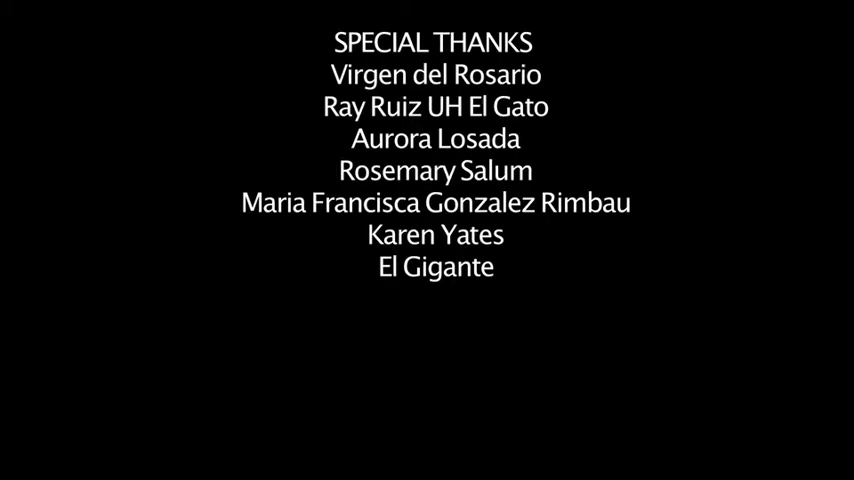 SPECIAL THANKS
Virgen del Rosario
Ray Ruiz UH El Gato
Aurora Losada
Rosemary Salum
Maria Francisca Gonzalez Rimbau
Karen Yates
El Gigante